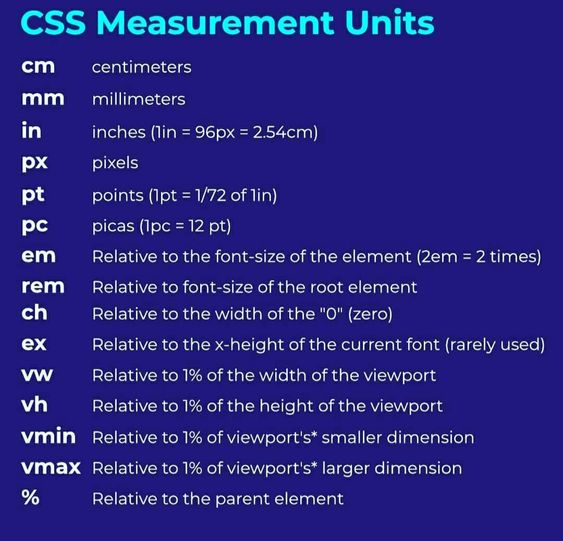 CSS Measurement Units
cm centimeters
mm millimeters
in inches (1in = 96px = 2.54cm)
px pixels
pt points (1pt = 1/72 of 1in)
pc picas (1pc = 12 pt)
em Relative to the font-size of the element (2em = 2 times)
rem Relative to font-size of the root element
ch Relative to the width of the "0" (zero)
ex Relative to the x-height of the current font (rarely used)
vw Relative to 1% of the width of the viewport
vh Relative to 1% of the height of the viewport
vmin Relative to 1% of viewport's* smaller dimension
vmax Relative to 1% of viewport's* larger dimension
% Relative to the parent element